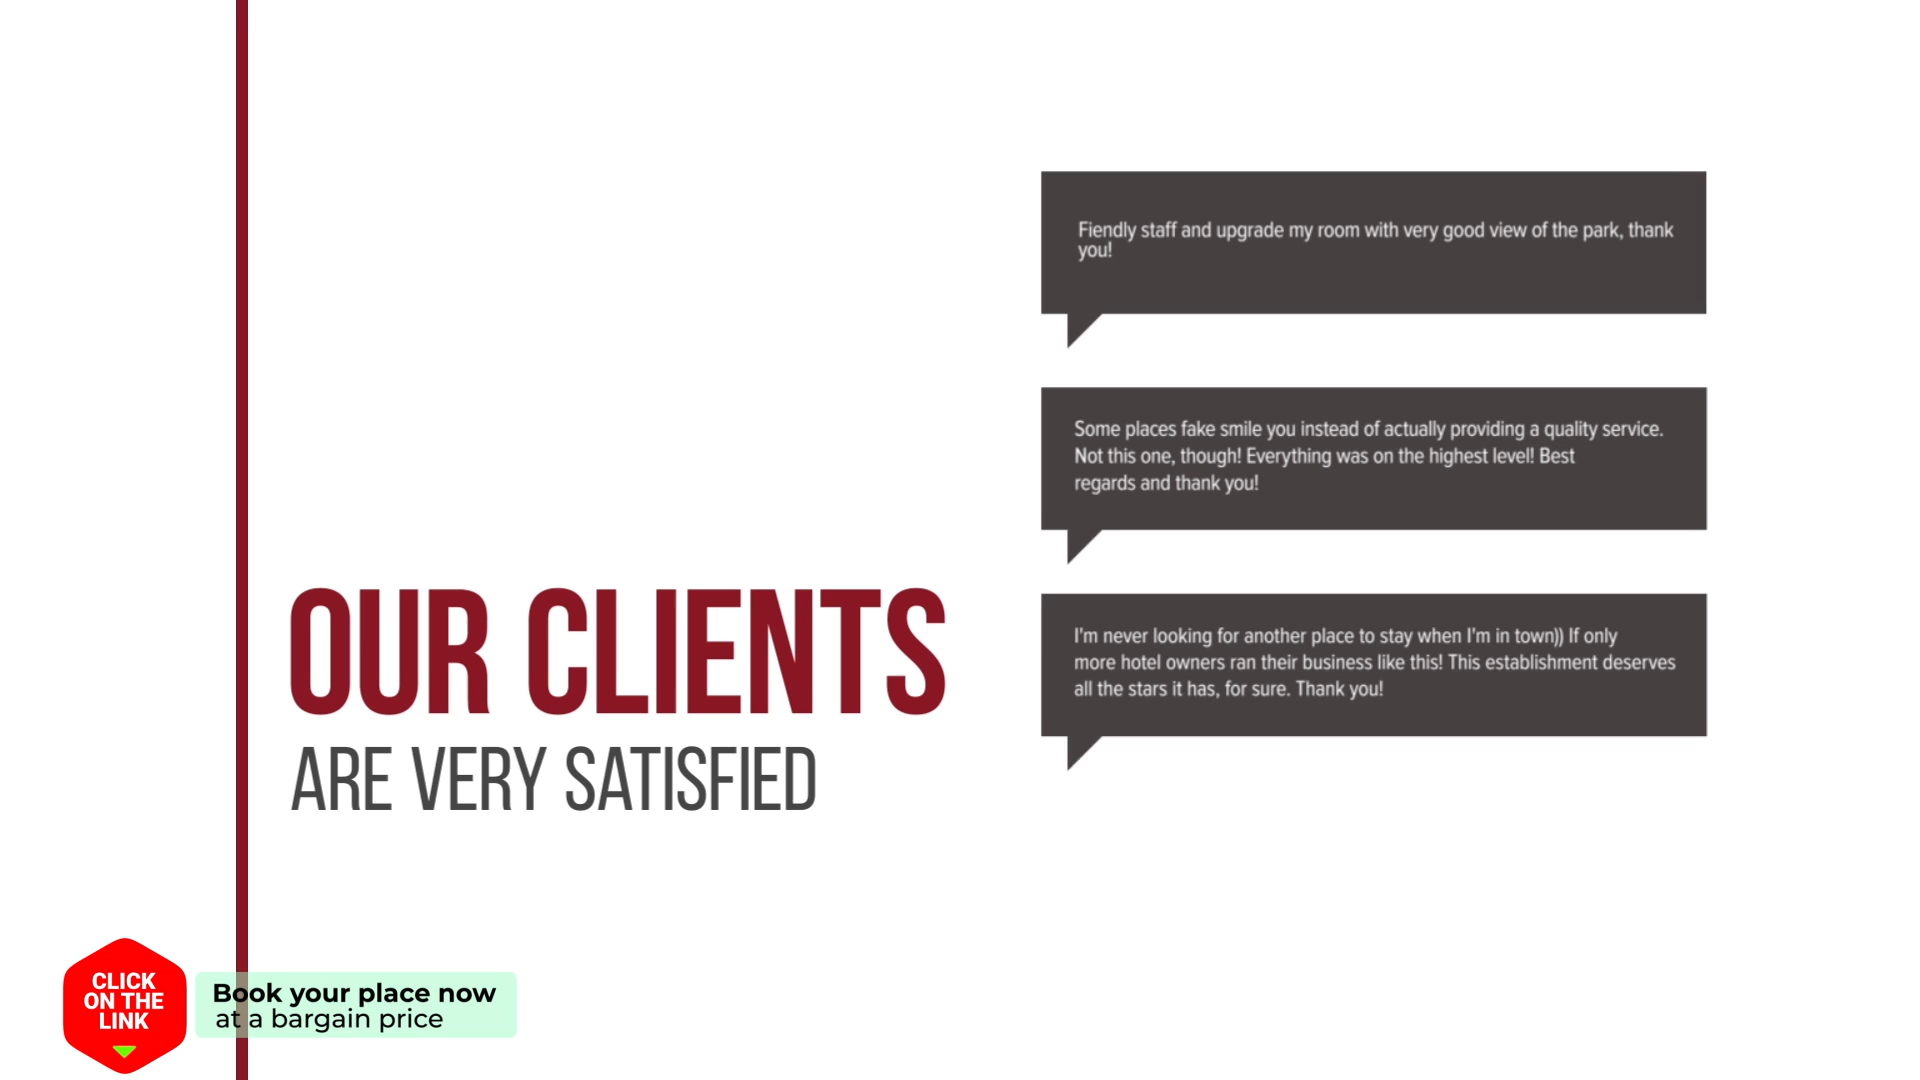 Fiendly staff and upgrade my room with very good view of the park, thank
you!
Some places fake smile you instead of actually providing a quality service.
Not this one, though! Everything was on the highest level! Best
regards and thank you!
I'm never looking for another place to stay when I'm in town)) If only
more hotel owners ran their business like this! This establishment deserves
all the stars it has, for sure. Thank you!
OUR CLIENTS
ARE VERY SATISFIED
CLICK
ON THE
LINK
Book your place now
at a bargain price